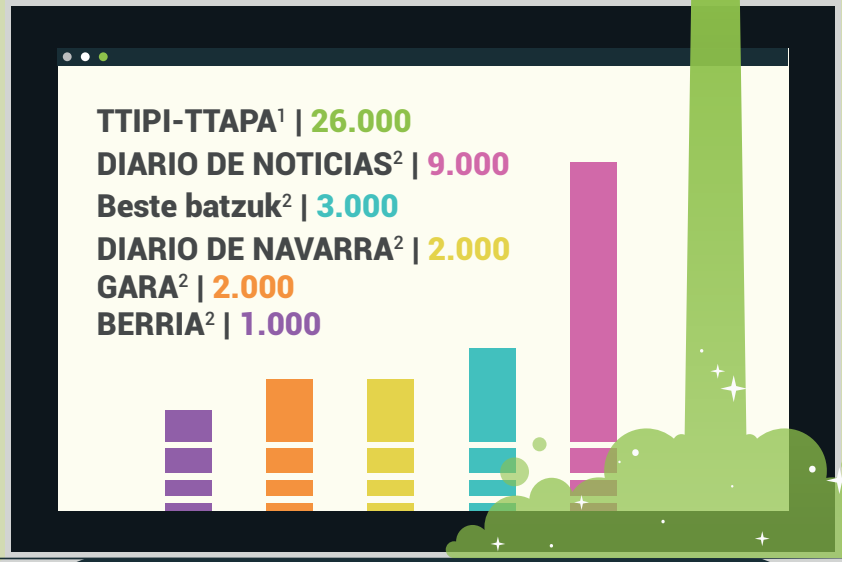 TTIPI-TTAPA¹ | 26.000
DIARIO DE NOTICIAS² | 9.000
Beste batzuk² | 3.000
DIARIO DE NAVARRA² | 2.000
GARA² | 2.000
BERRIA² | 1.000